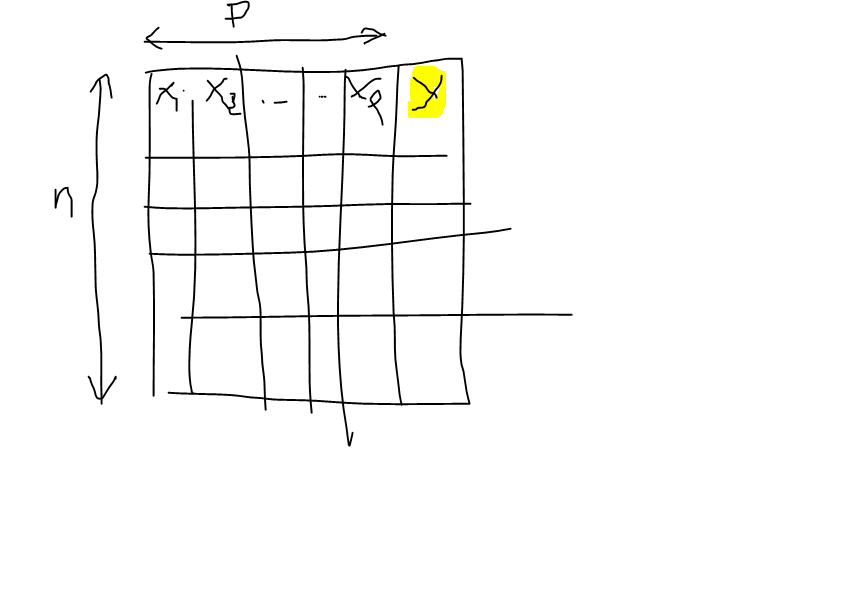 P
x₁ x₂ .- .. xp y
n